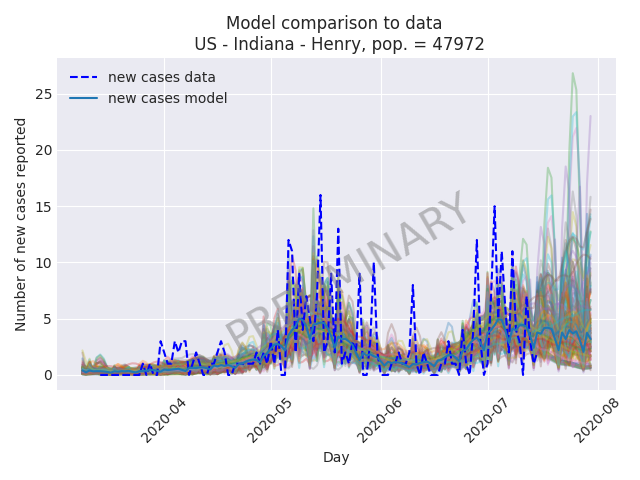 Model comparison to data
US - Indiana - Henry, pop. = 47972
new cases data
new cases model
Number of new cases reported
25
20
15
10
5
0
PRELIMINARY
2020-04
2020-05
2020-06
2020-07
2020-08
Day